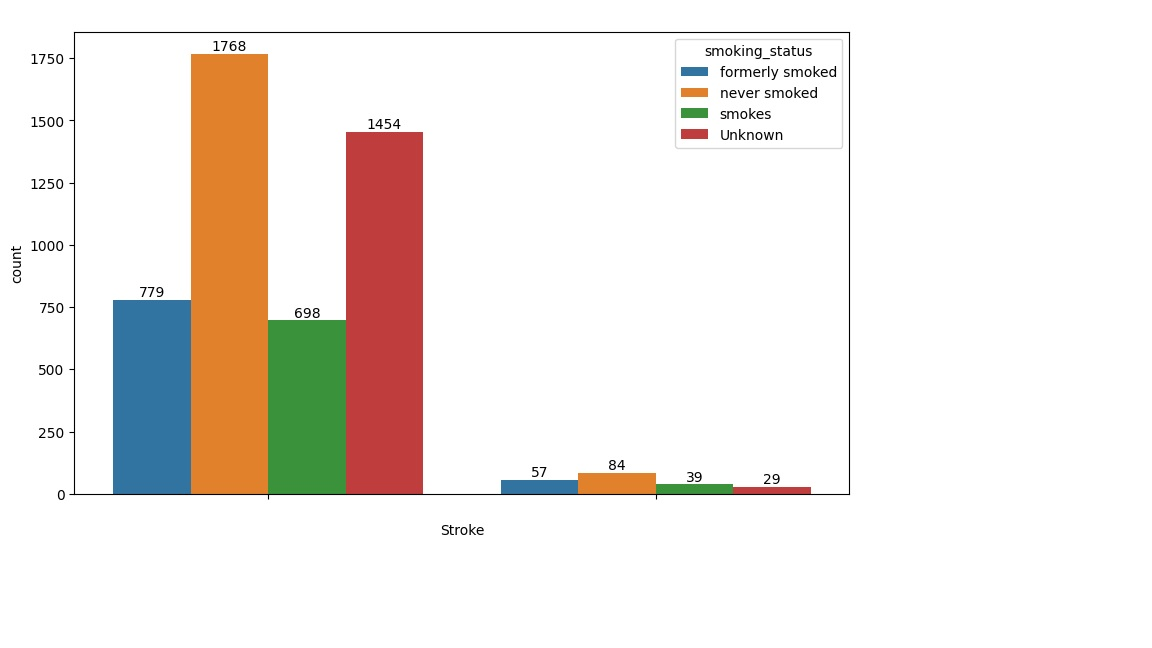 1768
1454
779
698
57
84
39
29
smoking_status
formerly smoked
never smoked
smokes
Unknown
1750
1500
1250
1000
750
500
250
0
count
Stroke